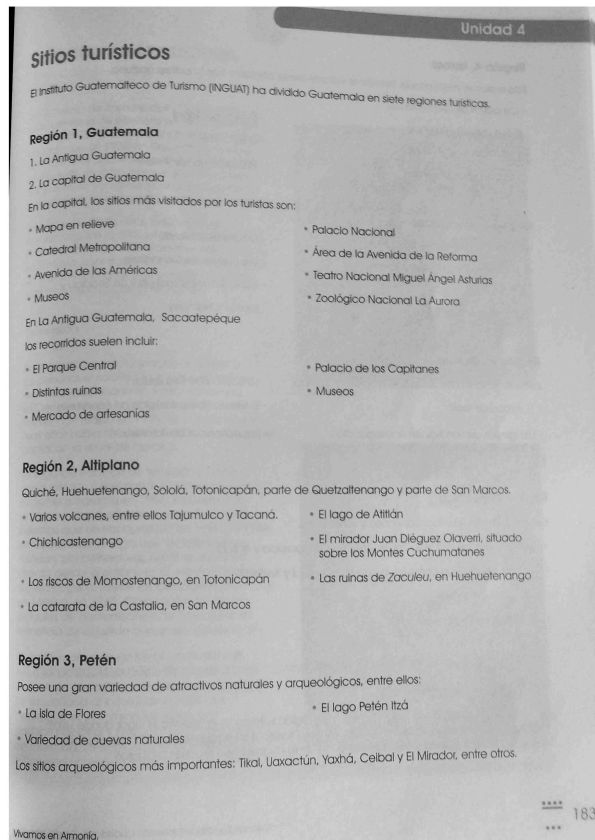 Unidad 4
Sitios turísticos
El Instituto Guatemalteco de Turismo (INGUAT) ha dividido Guatemala en siete regiones turísticas.
Región 1, Guatemala
1. La Antigua Guatemala
2. La capital de Guatemala
En la capital, los sitios más visitados por los turistas son:
• Mapa en relieve
• Catedral Metropolitana
• Avenida de las Américas
• Museos
• Palacio Nacional
• Área de la Avenida de la Reforma
• Teatro Nacional Miguel Ángel Asturias
• Zoológico Nacional La Aurora
En La Antigua Guatemala, Sacaatepéque
los recorridos suelen incluir:
• El Parque Central
• Distintas ruinas
• Mercado de artesanías
• Palacio de los Capitanes
• Museos
Región 2, Altiplano
Quiché, Huehuetenango, Sololá, Totonicapán, parte de Quetzaltenango y parte de San Marcos.
• Varios volcanes, entre ellos Tajumulco y Tacaná.
• Chichicastenango
• Los riscos de Momostenango, en Totonicapán
• La catarata de la Castalia, en San Marcos
• El lago de Atitlán
• El mirador Juan Diéguez Olaverri, situado
sobre los Montes Cuchumatanes
• Las ruinas de Zaculeu, en Huehuetenango
Región 3, Petén
Posee una gran variedad de atractivos naturales y arqueológicos, entre ellos:
• La isla de Flores
• Variedad de cuevas naturales
• El lago Petén Itzá
Los sitios arqueológicos más importantes: Tikal, Uaxactún, Yaxhá, Ceibal y El Mirador, entre otros.
183
Vivamos en Armonía.